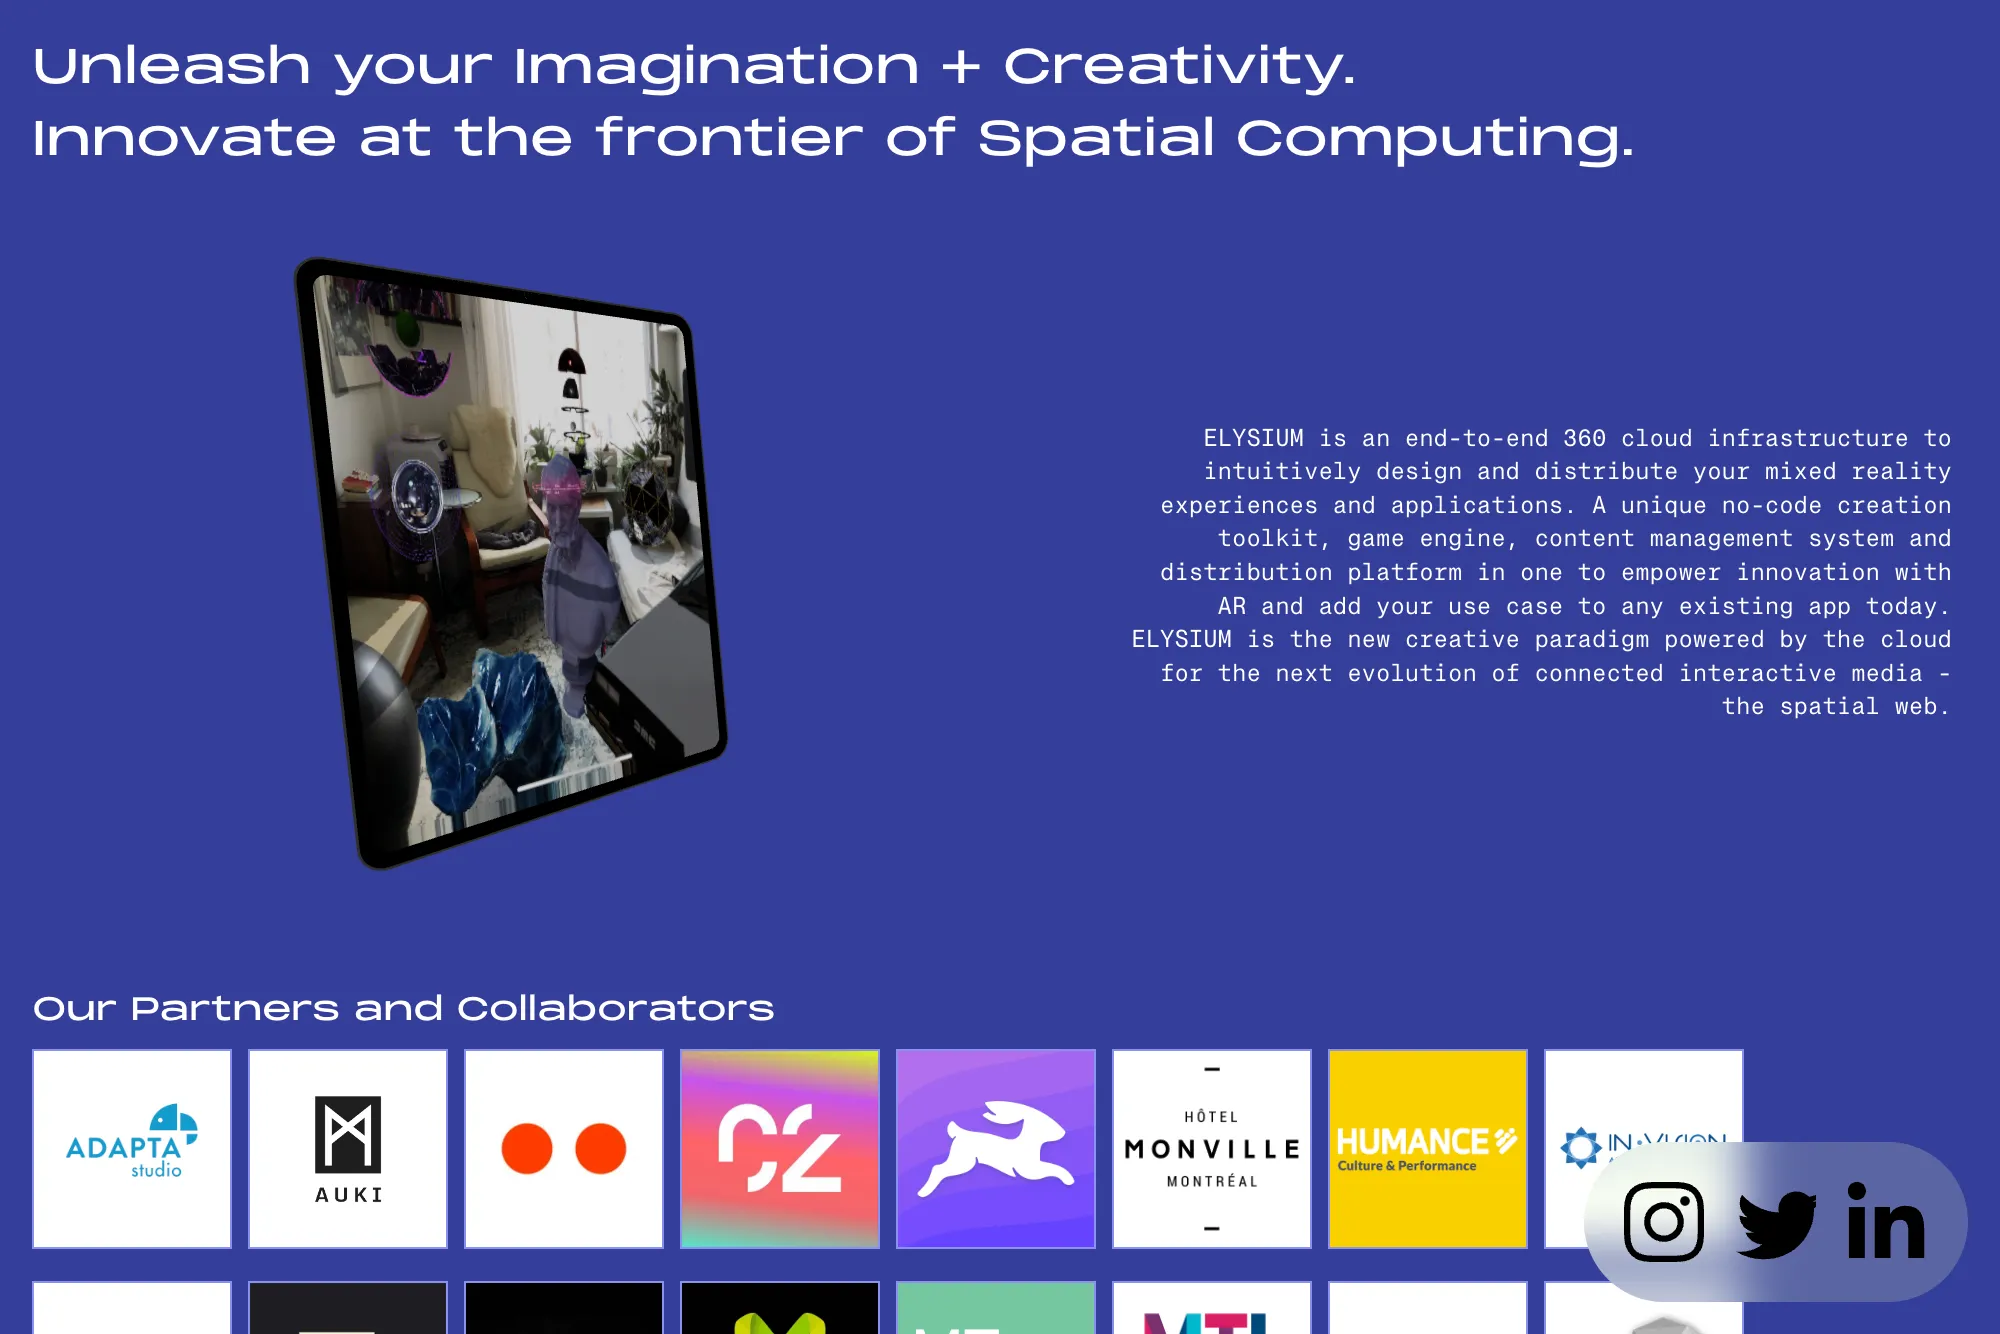 Unleash your Imagination + Creativity.
Innovate at the frontier of Spatial Computing.
ELYSIUM is an end-to-end 360 cloud infrastructure to
intuitively design and distribute your mixed reality
experiences and applications. A unique no-code creation
toolkit, game engine, content management system and
distribution platform in one to empower innovation with
AR and add your use case to any existing app today.
ELYSIUM is the new creative paradigm powered by the cloud
for the next evolution of connected interactive media -
the spatial web.
Our Partners and Collaborators
ADAPTA
studio
AUKI
C2
HÔTEL
MONVILLE
MONTRÉAL
HUMANCE
Culture & Performance
in
MTL